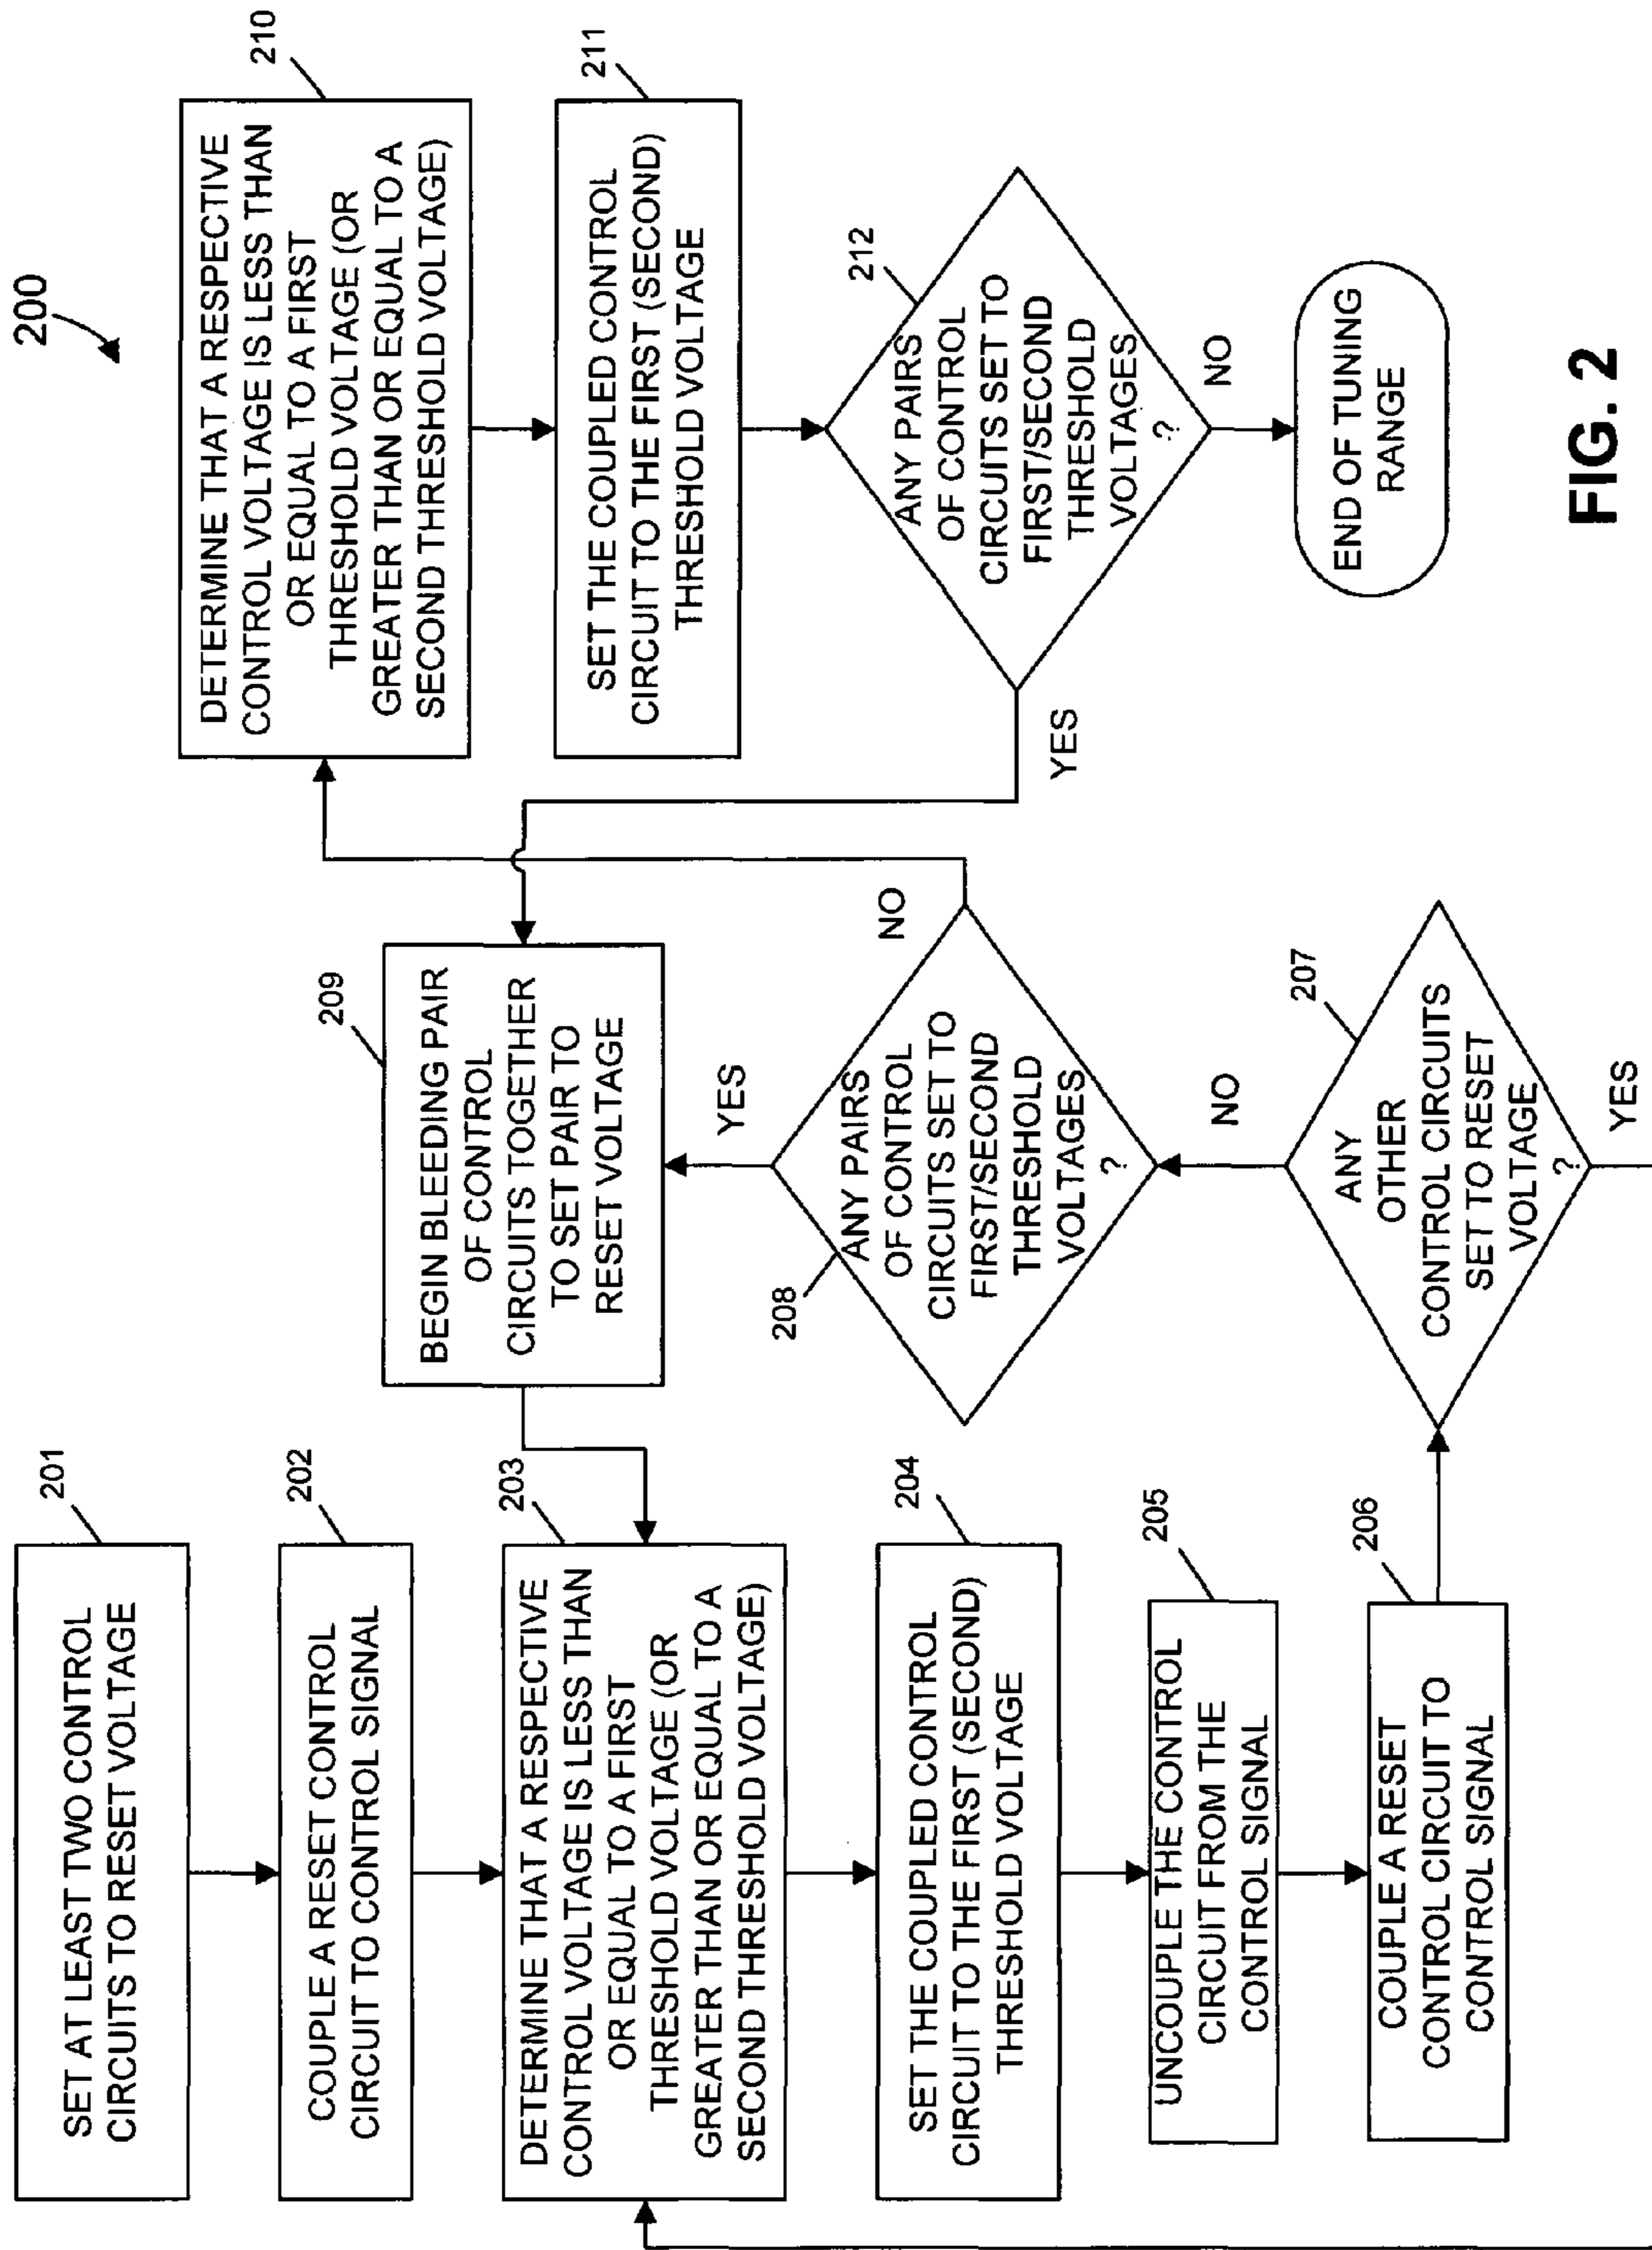 200
201
SET AT LEAST TWO CONTROL
CIRCUITS TO RESET VOLTAGE
202
COUPLE A RESET CONTROL
CIRCUIT TO CONTROL SIGNAL
203
DETERMINE THAT A RESPECTIVE
CONTROL VOLTAGE IS LESS THAN
OR EQUAL TO A FIRST
THRESHOLD VOLTAGE (OR
GREATER THAN OR EQUAL TO A
SECOND THRESHOLD VOLTAGE)
204
SET THE COUPLED CONTROL
CIRCUIT TO THE FIRST (SECOND)
THRESHOLD VOLTAGE
205
UNCOUPLE THE CONTROL
CIRCUIT FROM THE
CONTROL SIGNAL
206
COUPLE A RESET
CONTROL CIRCUIT TO
CONTROL SIGNAL
207
ANY
OTHER
CONTROL CIRCUITS
SET TO RESET
VOLTAGE
?
YES
NO
208
ANY PAIRS
OF CONTROL
CIRCUITS SET TO
FIRST/SECOND
THRESHOLD
VOLTAGES
?
YES
NO
209
BEGIN BLEEDING PAIR
OF CONTROL
CIRCUITS TOGETHER
TO SET PAIR TO
RESET VOLTAGE
210
DETERMINE THAT A RESPECTIVE
CONTROL VOLTAGE IS LESS THAN
OR EQUAL TO A FIRST
THRESHOLD VOLTAGE (OR
GREATER THAN OR EQUAL TO A
SECOND THRESHOLD VOLTAGE)
211
SET THE COUPLED CONTROL
CIRCUIT TO THE FIRST (SECOND)
THRESHOLD VOLTAGE
212
ANY PAIRS
OF CONTROL
CIRCUITS SET TO
FIRST/SECOND
THRESHOLD
VOLTAGES
?
YES
NO
END OF TUNING
RANGE
FIG. 2